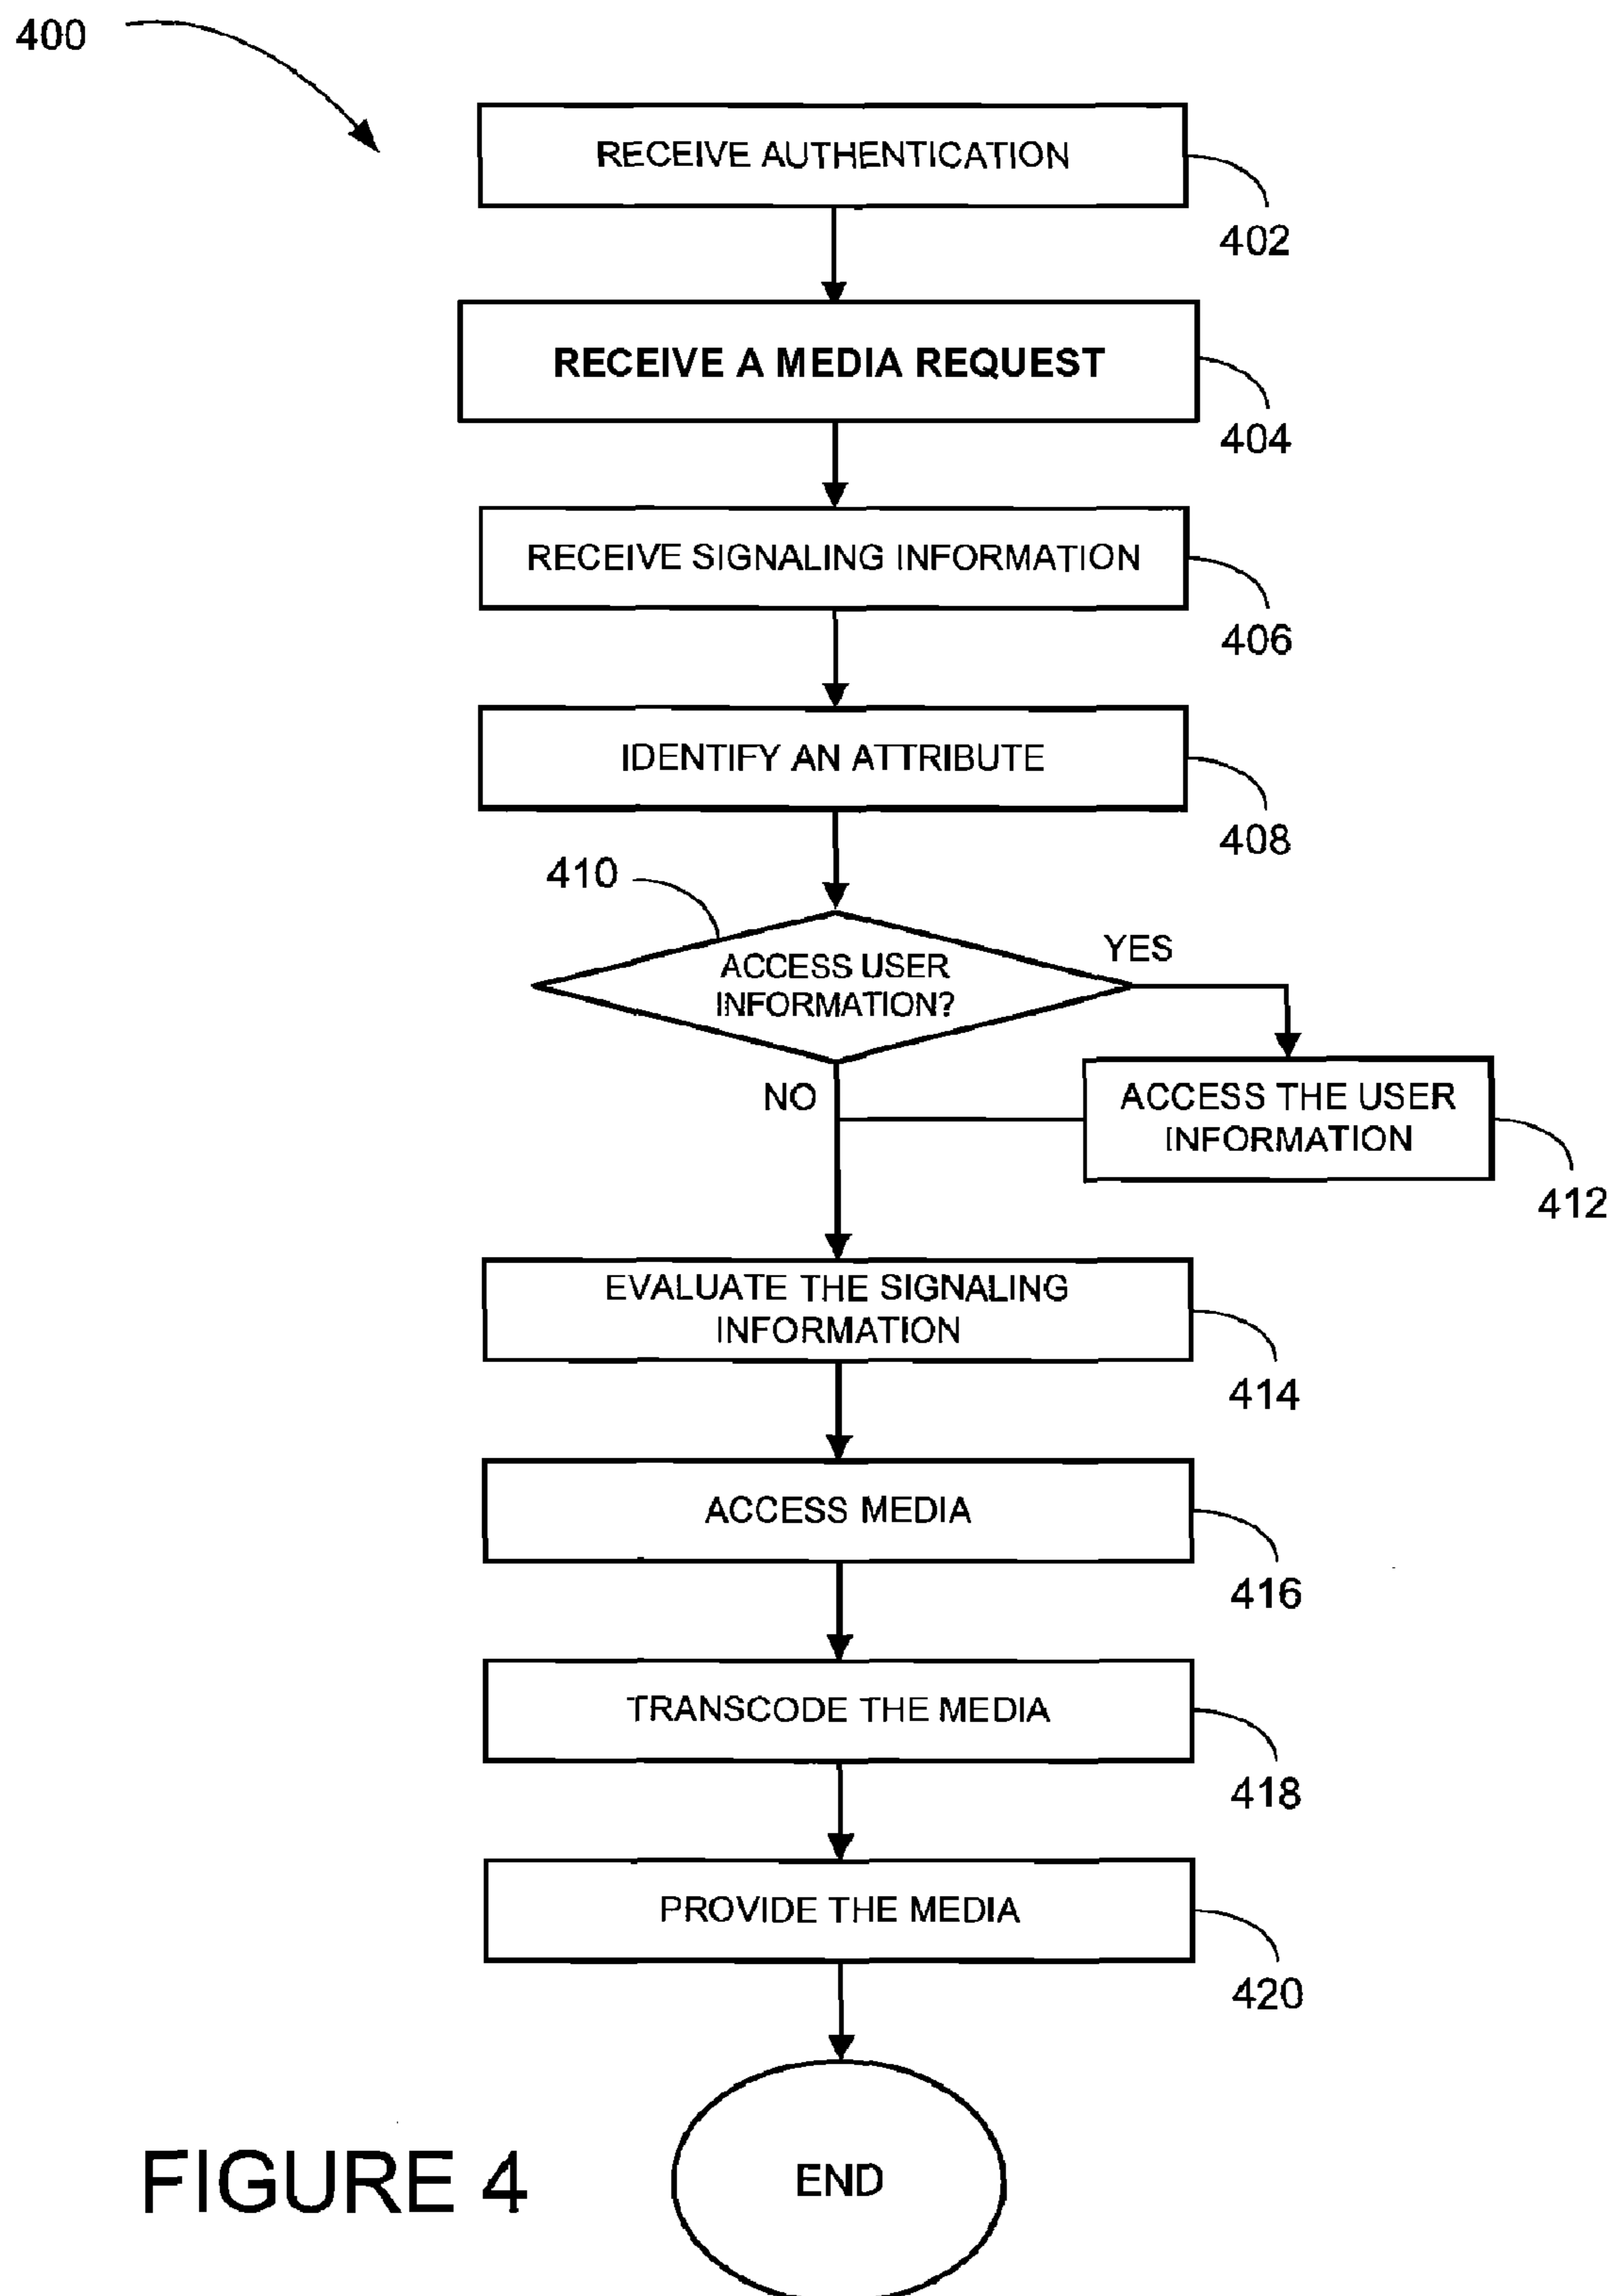 400
RECEIVE AUTHENTICATION
402
RECEIVE A MEDIA REQUEST
404
RECEIVE SIGNALING INFORMATION
406
IDENTIFY AN ATTRIBUTE
408
410
ACCESS USER
INFORMATION?
YES
NO
ACCESS THE USER
INFORMATION
412
EVALUATE THE SIGNALING
INFORMATION
414
ACCESS MEDIA
416
TRANSCODE THE MEDIA
418
PROVIDE THE MEDIA
420
END
FIGURE 4